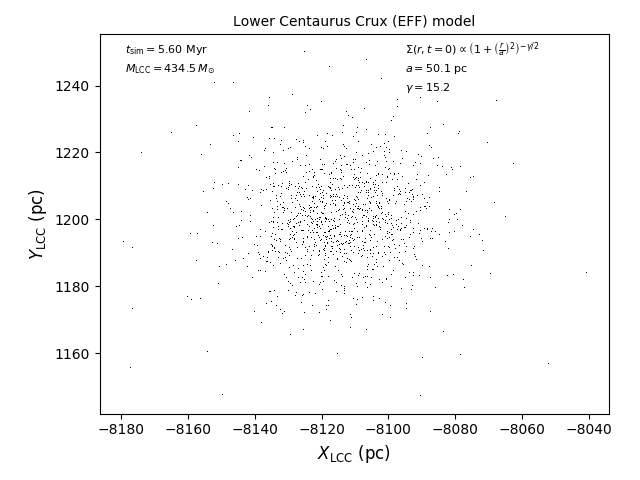 Lower Centaurus Crux (EFF) model
t_sim = 5.60 Myr
M_LCC = 434.5 M_⊙
Σ(r, t = 0) ∝ (1 + (r/a)²)^{−γ/2}
a = 50.1 pc
γ = 15.2
Y_LCC (pc)
1240
1220
1200
1180
1160
−8180 −8160 −8140 −8120 −8100 −8080 −8060 −8040
X_LCC (pc)